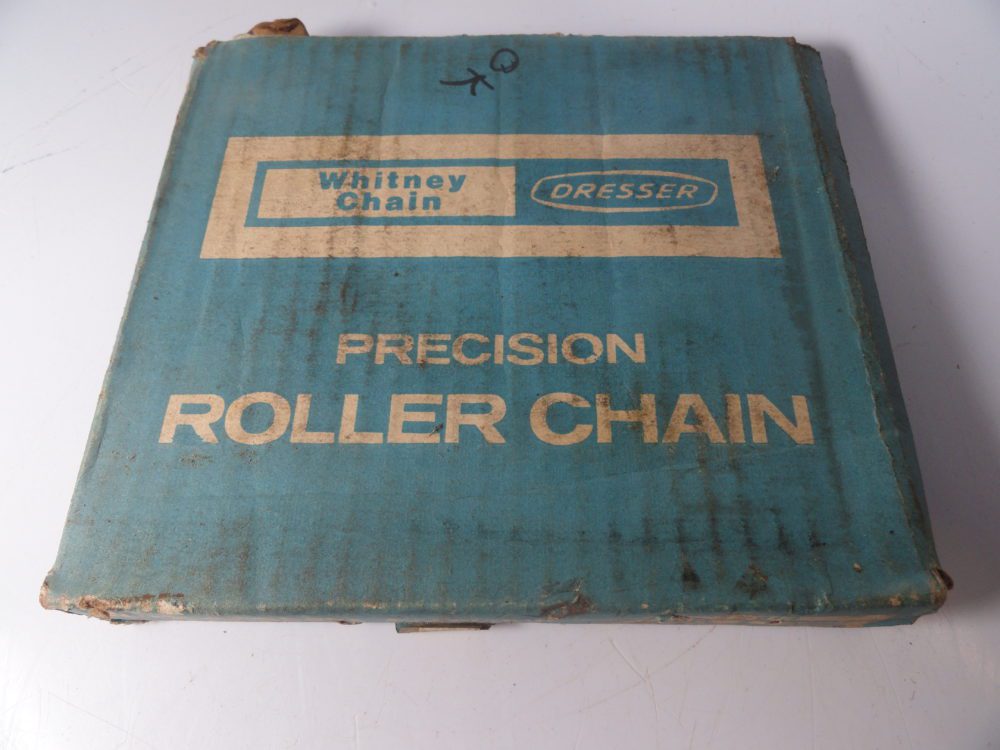 Whitney
Chain
DRESSER
PRECISION
ROLLER CHAIN